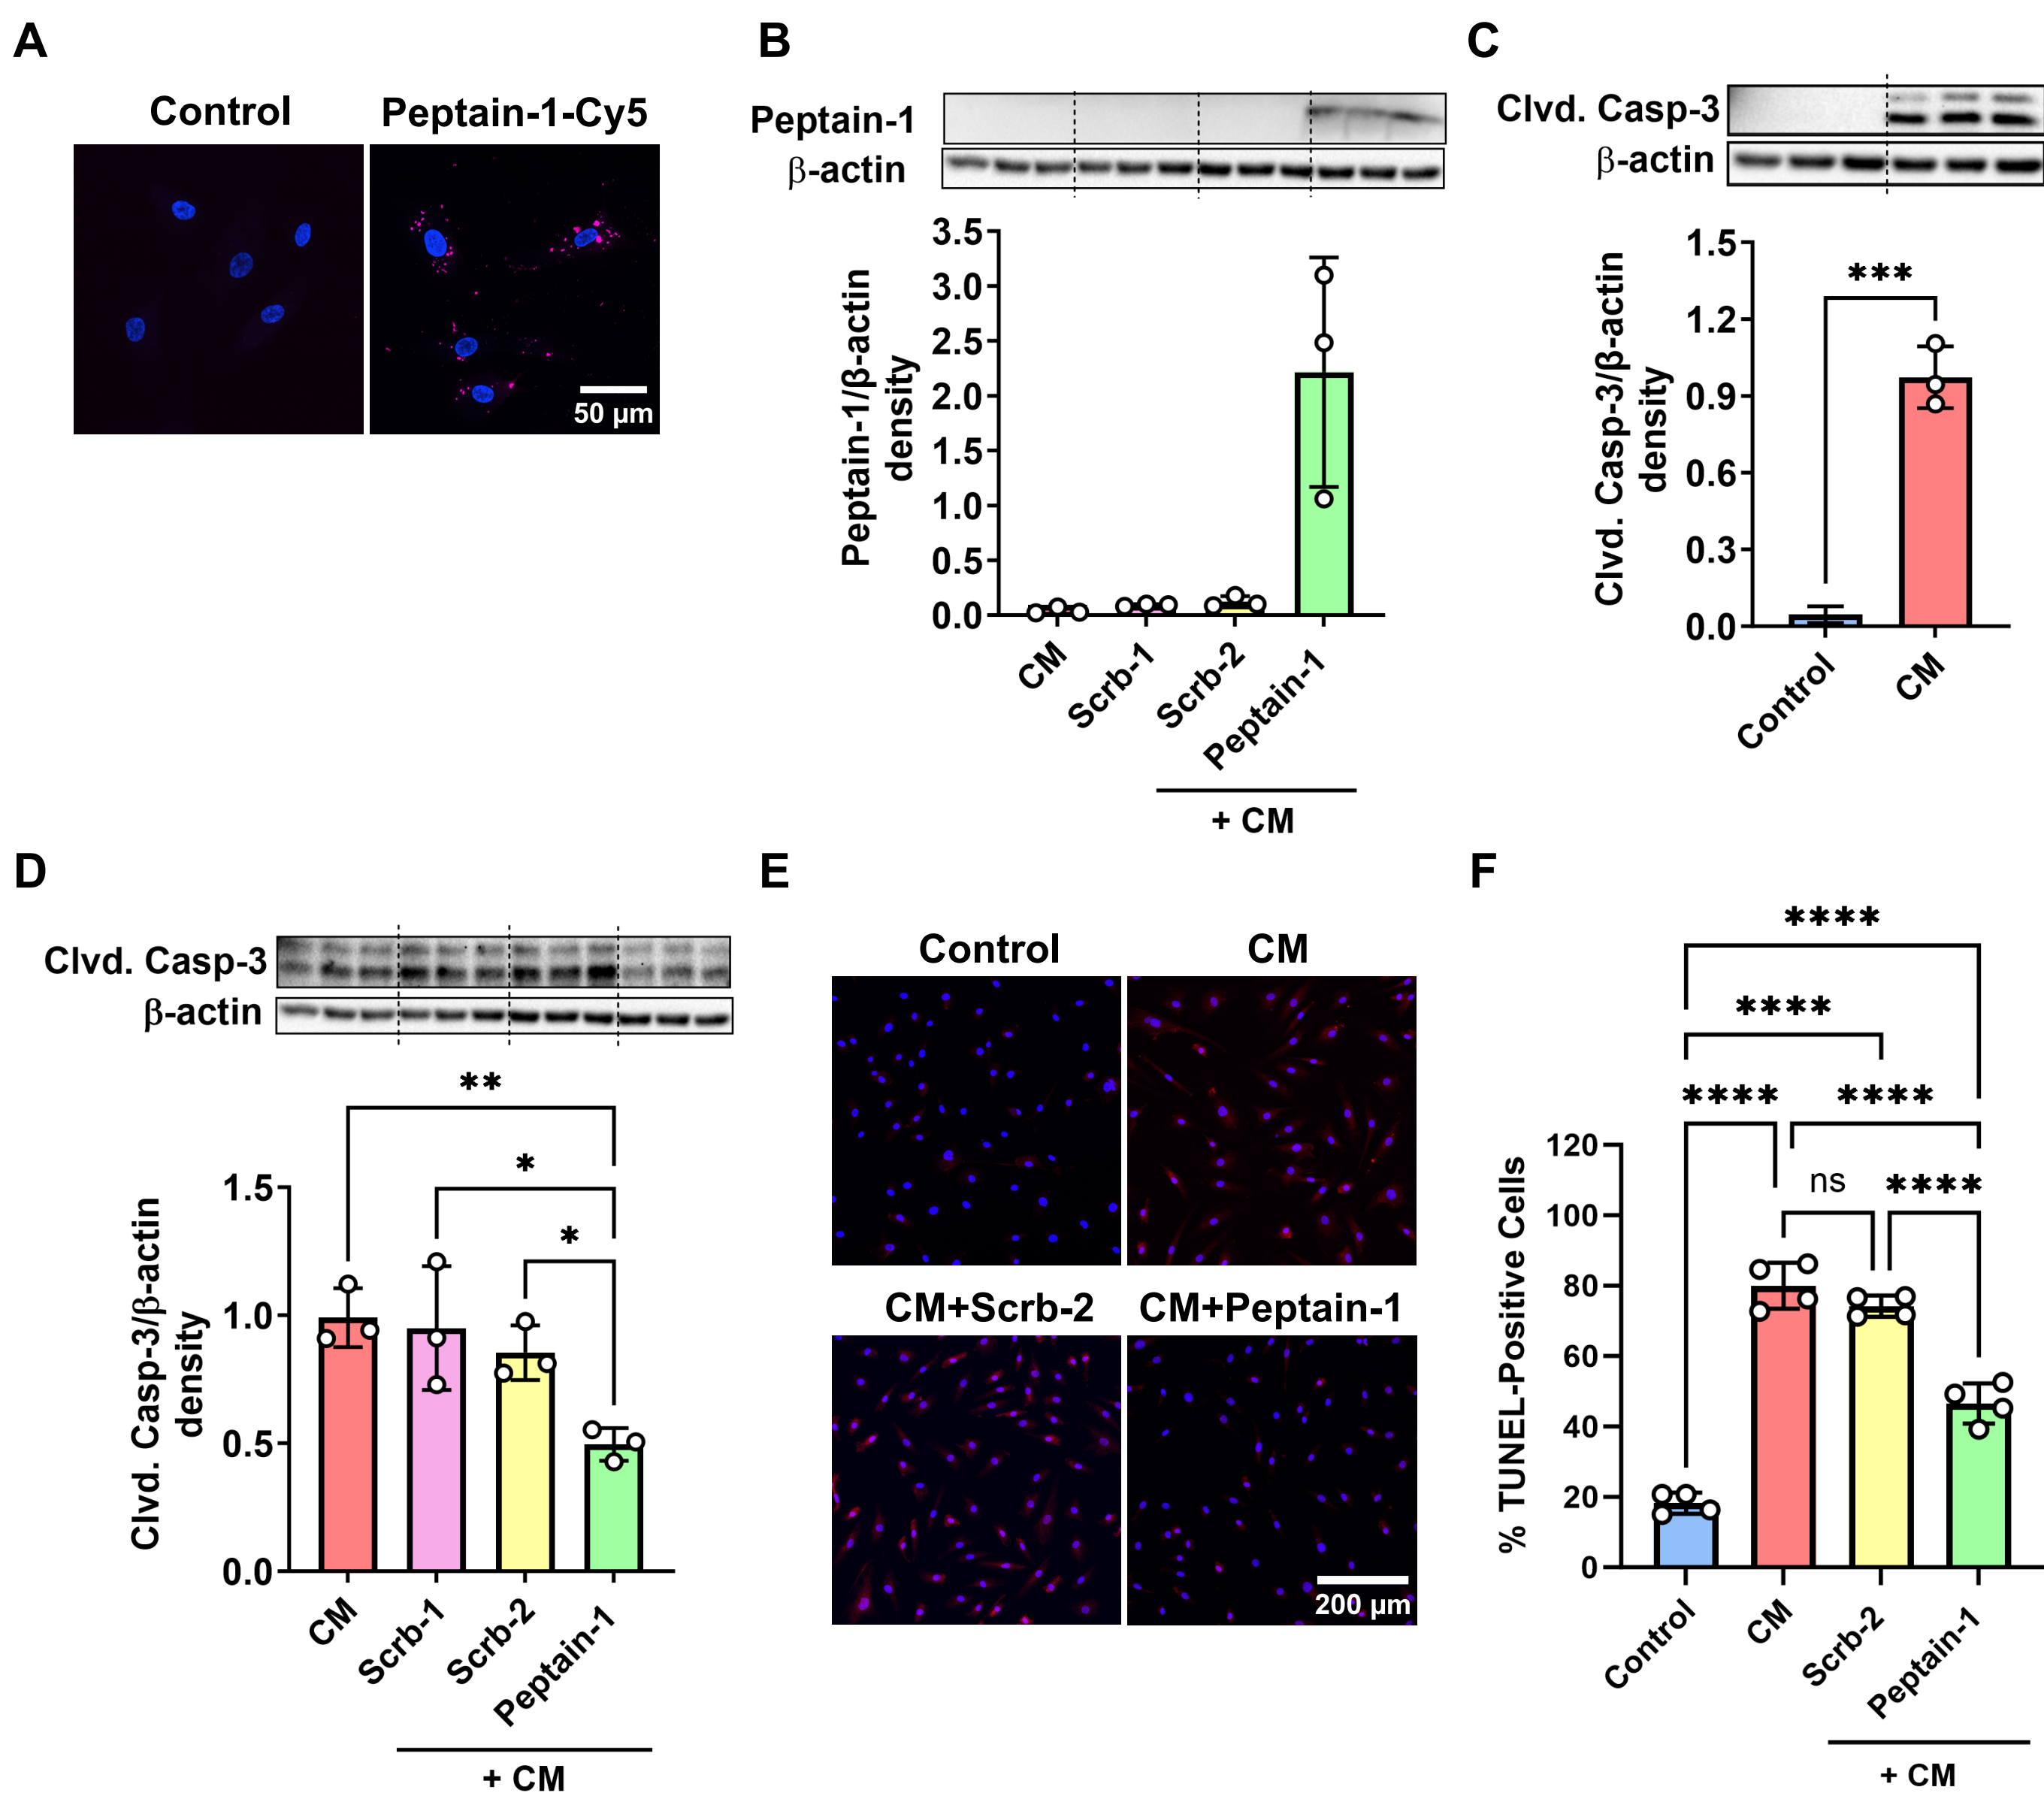 A
Control
Peptain-1-Cy5
50 µm
B
Peptain-1
β-actin
Peptain-1/β-actin
density
3.5
3.0
2.5
2.0
1.5
1.0
0.5
0.0
CM
Scrb-1
Scrb-2
Peptain-1
+ CM
C
Clvd. Casp-3
β-actin
Clvd. Casp-3/β-actin
density
1.5
1.2
0.9
0.6
0.3
0.0
***
Control
CM
D
Clvd. Casp-3
β-actin
**
*
*
Clvd. Casp-3/β-actin
density
1.5
1.0
0.5
0.0
CM
Scrb-1
Scrb-2
Peptain-1
+ CM
E
Control
CM
CM+Scrb-2
CM+Peptain-1
200 µm
F
****
****
**** ****
ns ****
% TUNEL-Positive Cells
120
100
80
60
40
20
0
Control
CM
Scrb-2
Peptain-1
+ CM